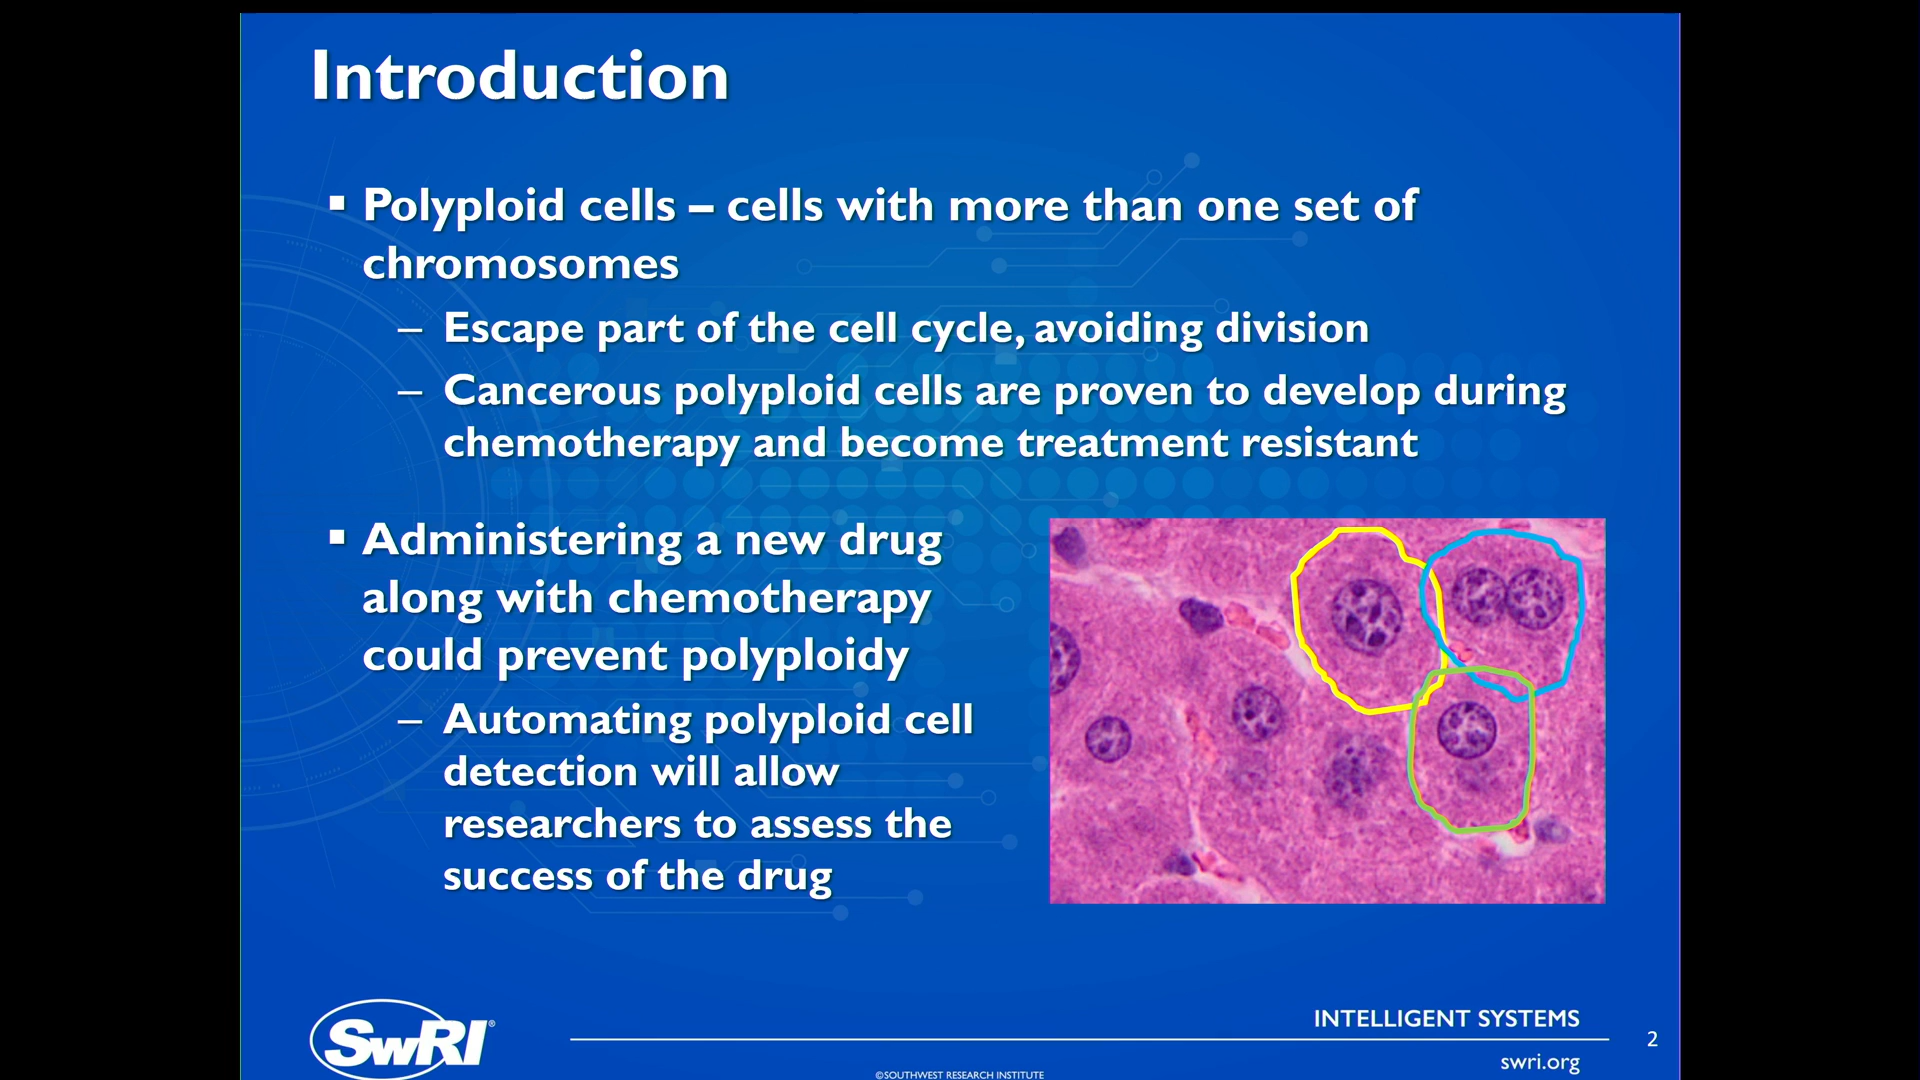 Introduction
▪ Polyploid cells – cells with more than one set of
chromosomes
– Escape part of the cell cycle, avoiding division
– Cancerous polyploid cells are proven to develop during
chemotherapy and become treatment resistant
▪ Administering a new drug
along with chemotherapy
could prevent polyploidy
– Automating polyploid cell
detection will allow
researchers to assess the
success of the drug
SwRI®
INTELLIGENT SYSTEMS
2
swri.org
©SOUTHWEST RESEARCH INSTITUTE